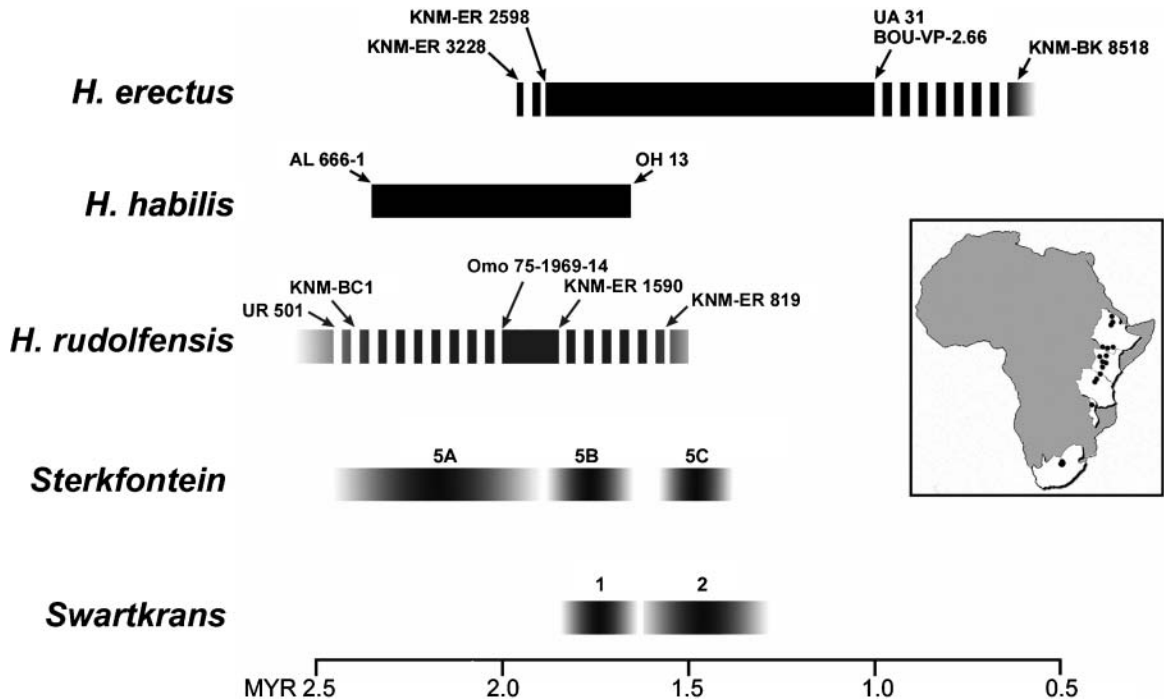 KNM-ER 2598
KNM-ER 3228
UA 31
BOU-VP-2.66
KNM-BK 8518
H. erectus
AL 666-1
OH 13
H. habilis
Omo 75-1969-14
KNM-BC1
KNM-ER 1590
UR 501
KNM-ER 819
H. rudolfensis
5A 5B 5C
Sterkfontein
1 2
Swartkrans
MYR 2.5 2.0 1.5 1.0 0.5